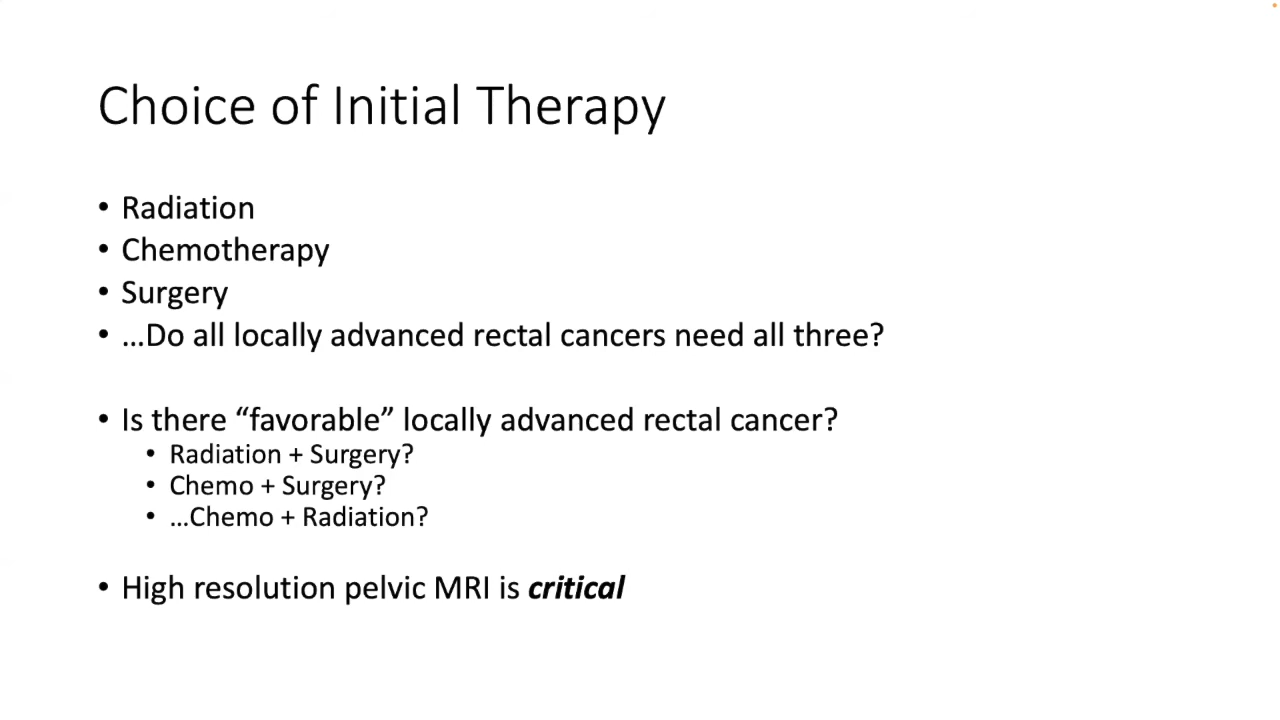 Choice of Initial Therapy
• Radiation
• Chemotherapy
• Surgery
• …Do all locally advanced rectal cancers need all three?
• Is there “favorable” locally advanced rectal cancer?
• Radiation + Surgery?
• Chemo + Surgery?
• …Chemo + Radiation?
• High resolution pelvic MRI is critical